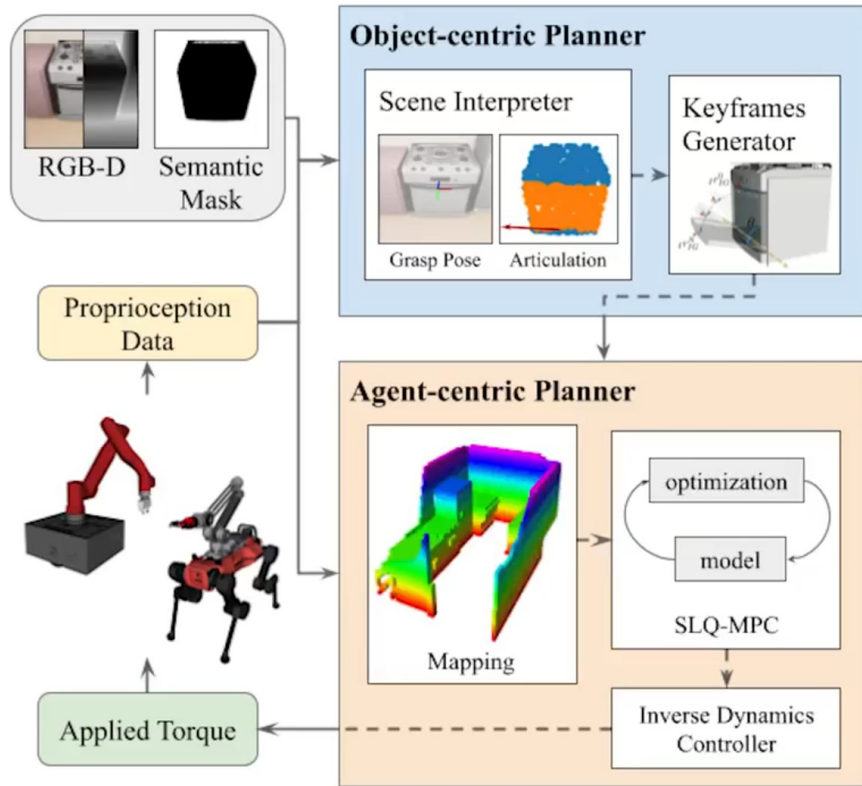 RGB-D
Semantic
Mask
Object-centric Planner
Scene Interpreter
Grasp Pose
Articulation
Keyframes
Generator
Proprioception
Data
Agent-centric Planner
Mapping
optimization
model
SLQ-MPC
Inverse Dynamics
Controller
Applied Torque